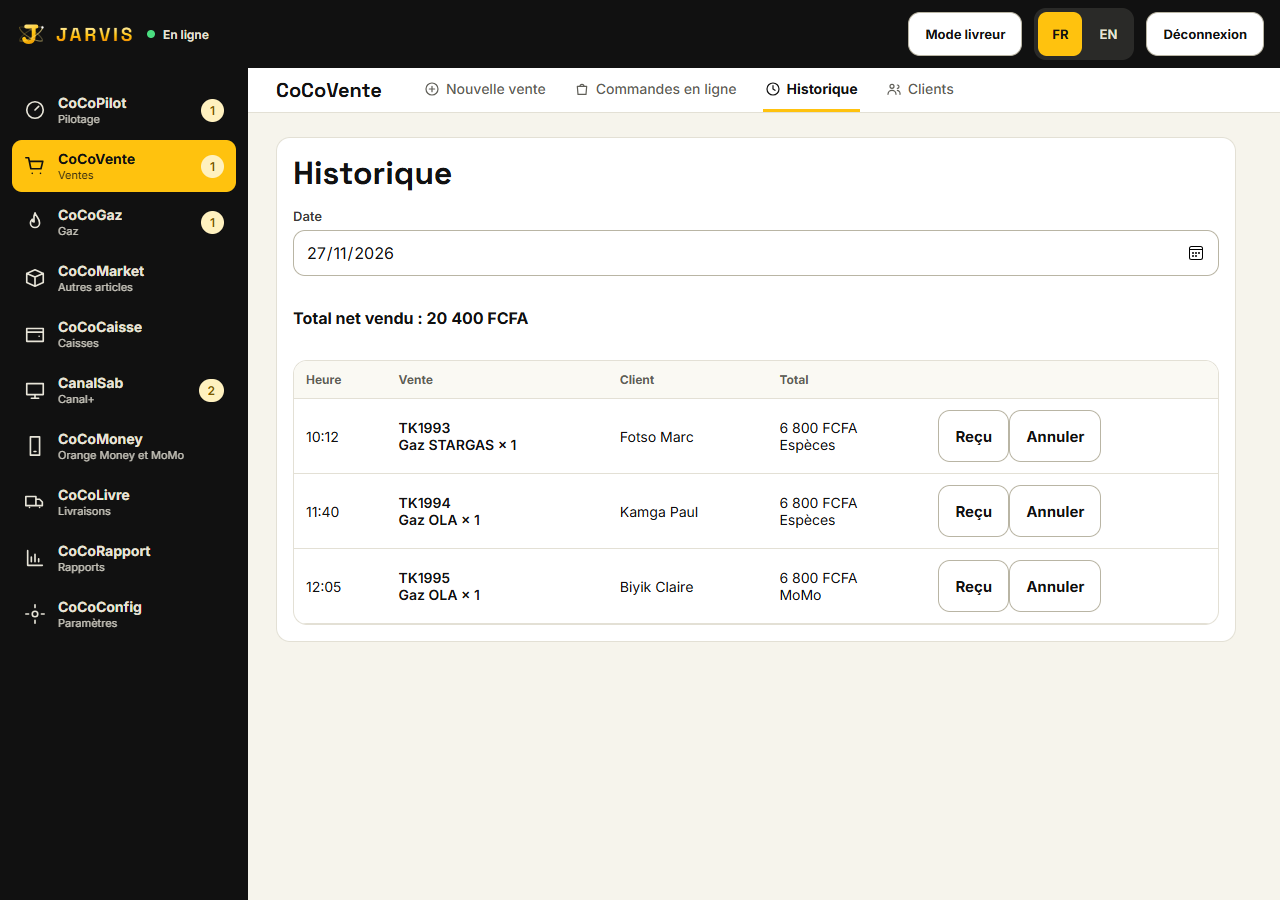 JARVIS
En ligne
Mode livreur
FR
EN
Déconnexion
CoCoPilot
Pilotage
1
CoCoVente
Ventes
1
CoCoGaz
Gaz
1
CoCoMarket
Autres articles
CoCoCaisse
Caisses
CanalSab
Canal+
2
CoCoMoney
Orange Money et MoMo
CoCoLivre
Livraisons
CoCoRapport
Rapports
CoCoConfig
Paramètres
CoCoVente
Nouvelle vente
Commandes en ligne
Historique
Clients
Historique
Date
27/11/2026
Total net vendu : 20 400 FCFA
Heure Vente Client Total
10:12 TK1993 Gaz STARGAS × 1 Fotso Marc 6 800 FCFA Espèces Reçu Annuler
11:40 TK1994 Gaz OLA × 1 Kamga Paul 6 800 FCFA Espèces Reçu Annuler
12:05 TK1995 Gaz OLA × 1 Biyik Claire 6 800 FCFA MoMo Reçu Annuler